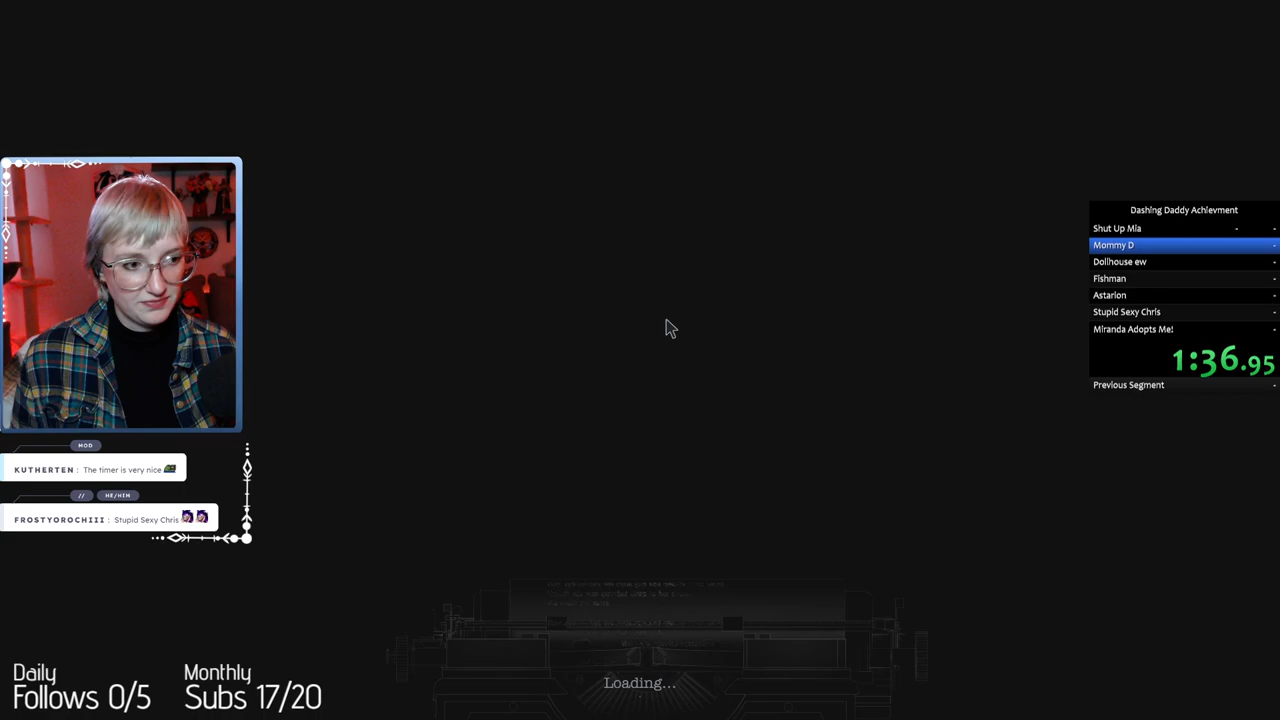 Dashing Daddy Achievment
Shut Up Mia - -
Mommy D -
Dollhouse ew -
Fishman -
Astarion -
Stupid Sexy Chris -
Miranda Adopts Me! -
1:36.95
Previous Segment -
MOD
KUTHERTEN : The timer is very nice
// HE/HIM
FROSTYOROCHIII : Stupid Sexy Chris
Loading...
Daily Monthly
Follows 0/5 Subs 17/20